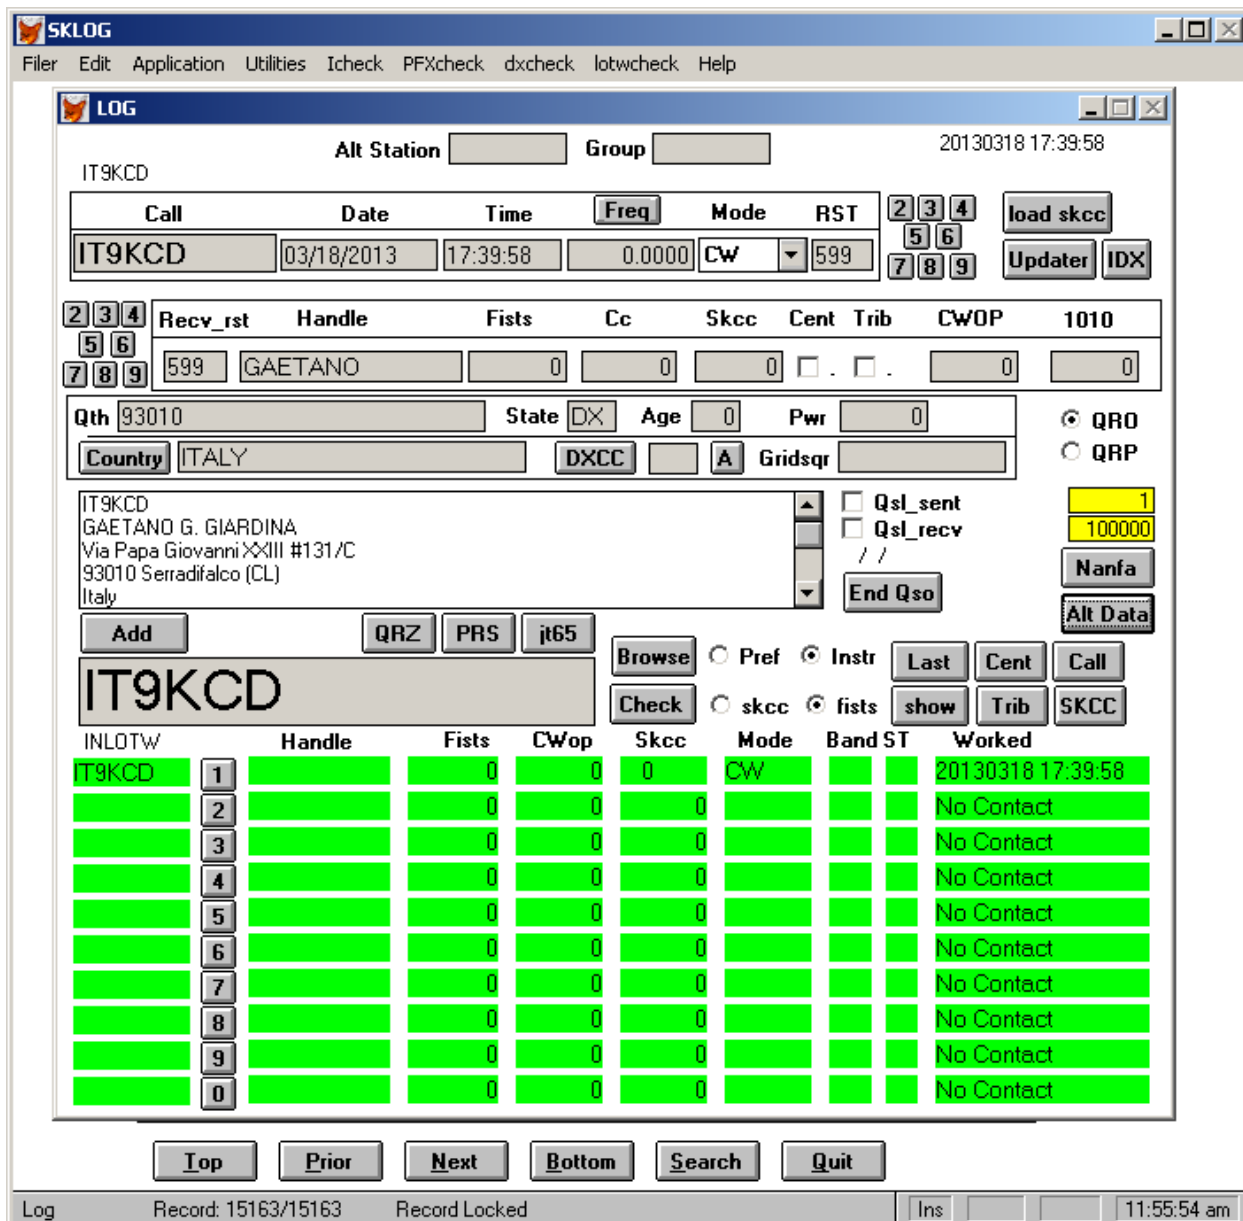 SKLOG
Filer Edit Application Utilities Icheck PFXcheck dxcheck lotwcheck Help
LOG
Alt Station Group 20130318 17:39:58
IT9KCD
Call Date Time Freq Mode RST 2 3 4 load skcc
5 6
IT9KCD 03/18/2013 17:39:58 0.0000 CW 599 7 8 9 Updater IDX
2 3 4 Recv_rst Handle Fists Cc Skcc Cent Trib CWOP 1010
5 6
7 8 9 599 GAETANO 0 0 0 . . 0 0
Qth 93010 State DX Age 0 Pwr 0 QRO
Country ITALY DXCC A Gridsqr QRP
IT9KCD Qsl_sent 1
GAETANO G. GIARDINA Qsl_recv 100000
Via Papa Giovanni XXIII #131/C / /
93010 Serradifalco (CL) End Qso Nanfa
Italy
Add QRZ PRS jt65 Alt Data
Browse Pref Instr Last Cent Call
IT9KCD Check skcc fists show Trib SKCC
INLOTW Handle Fists CWop Skcc Mode Band ST Worked
IT9KCD 1 0 0 0 CW 20130318 17:39:58
2 0 0 0 No Contact
3 0 0 0 No Contact
4 0 0 0 No Contact
5 0 0 0 No Contact
6 0 0 0 No Contact
7 0 0 0 No Contact
8 0 0 0 No Contact
9 0 0 0 No Contact
0 0 0 0 No Contact
Top Prior Next Bottom Search Quit
Log Record: 15163/15163 Record Locked Ins 11:55:54 am